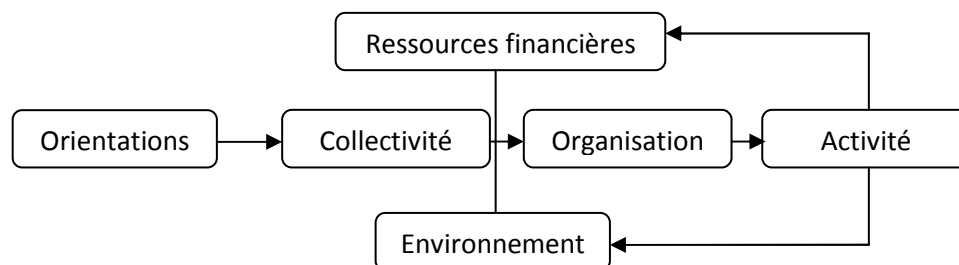 Ressources financières
Orientations
Collectivité
Organisation
Activité
Environnement